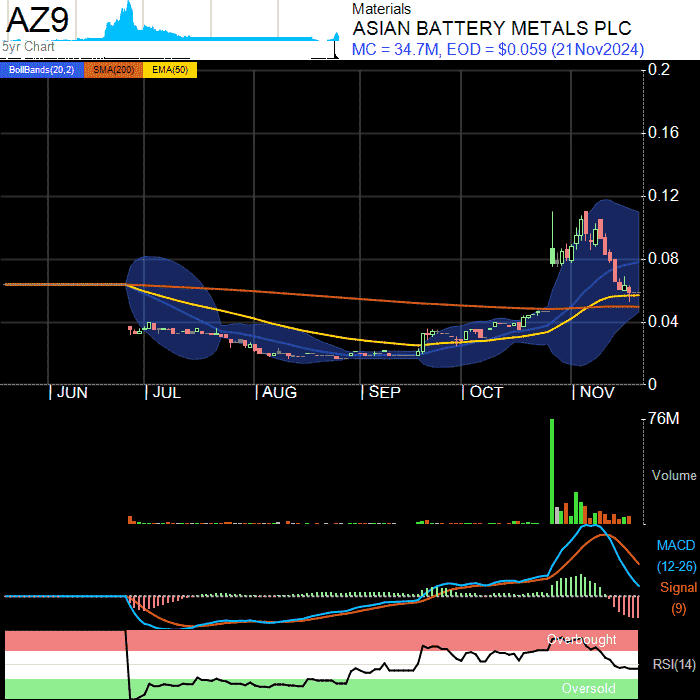 AZ9
5yr Chart
Materials
ASIAN BATTERY METALS PLC
MC = 34.7M, EOD = $0.059 (21Nov2024)
BollBands(20,2) SMA(200) EMA(50)
0.2
0.16
0.12
0.08
0.04
0
JUN JUL AUG SEP OCT NOV
76M
Volume
MACD
(12-26)
Signal
(9)
Overbought
RSI(14)
Oversold